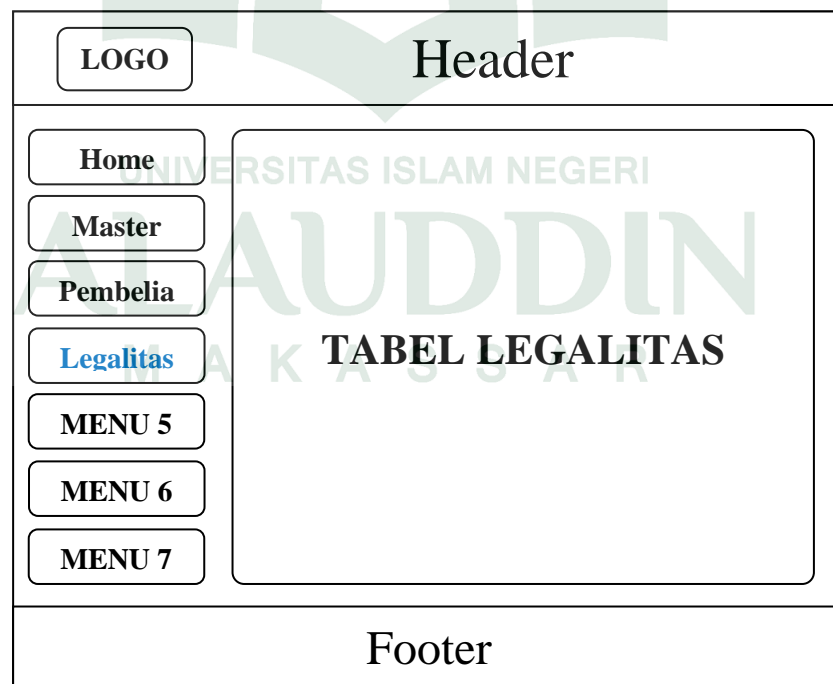 LOGO
Header
Home
Master
Pembelia
Legalitas
MENU 5
MENU 6
MENU 7
TABEL LEGALITAS
Footer
UNIVERSITAS ISLAM NEGERI
ALAUDDIN
MAKASSAR